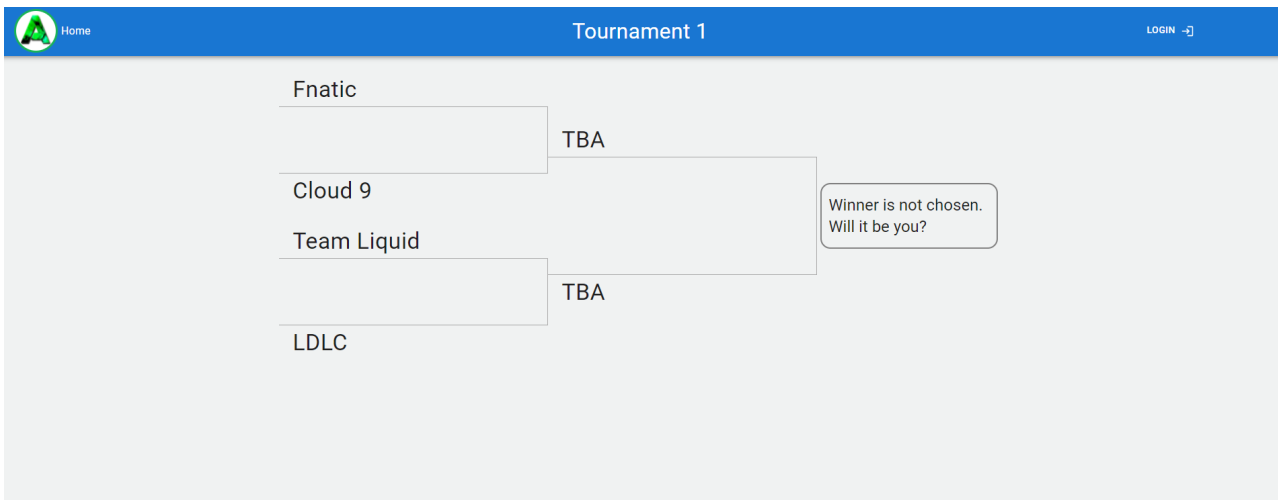 Home
Tournament 1
LOGIN
Fnatic
TBA
Cloud 9
Winner is not chosen.
Will it be you?
Team Liquid
TBA
LDLC